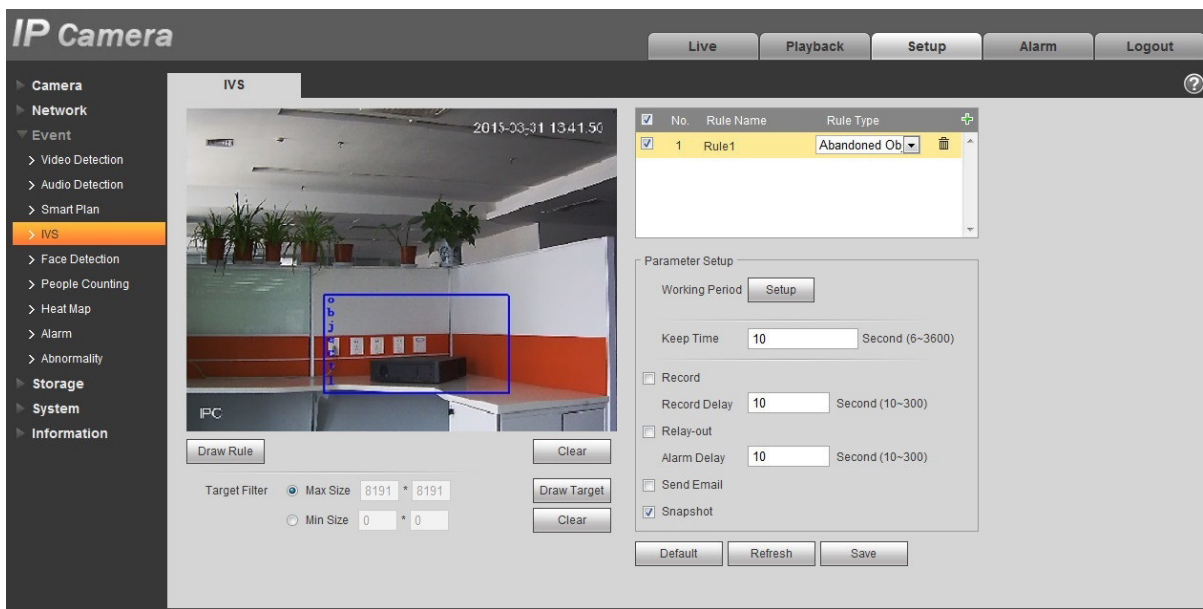 IP Camera
Live
Playback
Setup
Alarm
Logout
Camera
Network
Event
Video Detection
Audio Detection
Smart Plan
IVS
Face Detection
People Counting
Heat Map
Alarm
Abnormality
Storage
System
Information
IVS
?
2015-03-31 13:41:50
object1
IPC
Draw Rule
Clear
Target Filter Max Size 8191 * 8191 Draw Target
Min Size 0 * 0 Clear
No. Rule Name Rule Type
1 Rule1 Abandoned Ob
Parameter Setup
Working Period Setup
Keep Time 10 Second (6~3600)
Record
Record Delay 10 Second (10~300)
Relay-out
Alarm Delay 10 Second (10~300)
Send Email
Snapshot
Default Refresh Save